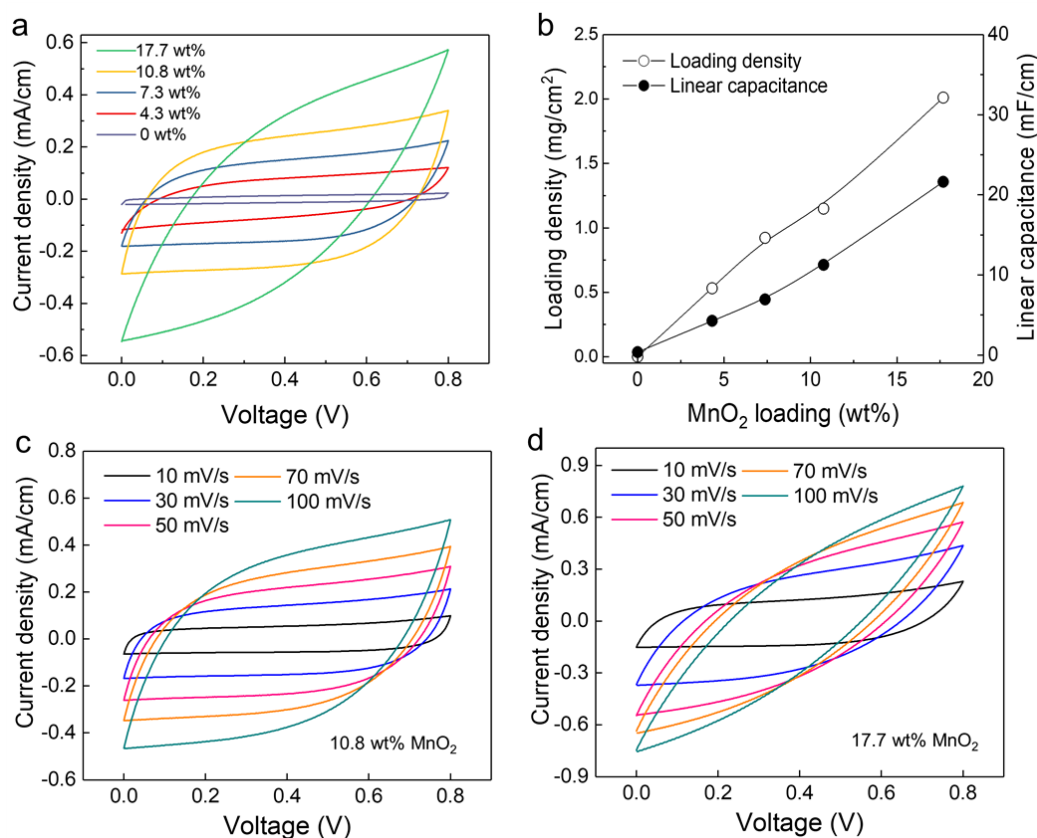 a
17.7 wt%
10.8 wt%
7.3 wt%
4.3 wt%
0 wt%
0.6
0.4
0.2
0.0
-0.2
-0.4
-0.6
Current density (mA/cm)
0.0 0.2 0.4 0.6 0.8
Voltage (V)
b
Loading density
Linear capacitance
2.5
2.0
1.5
1.0
0.5
0.0
Loading density (mg/cm²)
40
30
20
10
0
Linear capacitance (mF/cm)
0 5 10 15 20
MnO₂ loading (wt%)
c
10 mV/s 70 mV/s
30 mV/s 100 mV/s
50 mV/s
0.8
0.6
0.4
0.2
0.0
-0.2
-0.4
-0.6
Current density (mA/cm)
10.8 wt% MnO₂
0.0 0.2 0.4 0.6 0.8
Voltage (V)
d
10 mV/s 70 mV/s
30 mV/s 100 mV/s
50 mV/s
0.9
0.6
0.3
0.0
-0.3
-0.6
-0.9
Current density (mA/cm)
17.7 wt% MnO₂
0.0 0.2 0.4 0.6 0.8
Voltage (V)